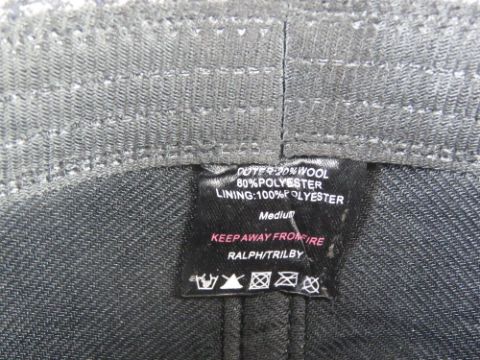 OUTER:20%WOOL
80%POLYESTER
LINING:100%POLYESTER
Medium
KEEP AWAY FROM FIRE
RALPH/TRILBY